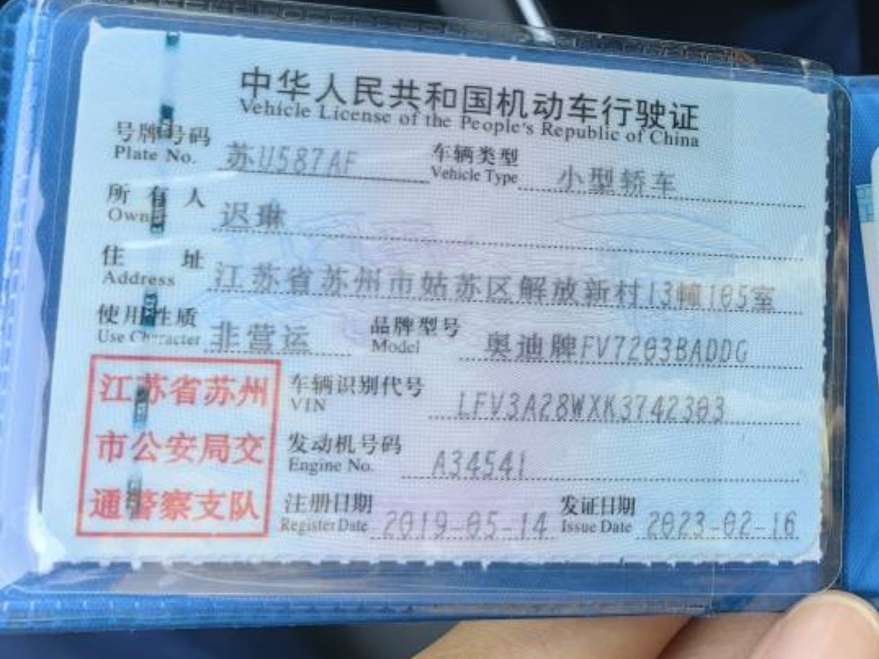 中华人民共和国机动车行驶证
Vehicle License of the People's Republic of China
号牌号码 苏U587AF 车辆类型 小型轿车
Plate No. Vehicle Type
所有人 迟琳
Owner
住址 江苏省苏州市姑苏区解放新村13幢105室
Address
使用性质 非营运 品牌型号 奥迪牌FV7203BADDG
Use Character Model
江苏省苏州
市公安局交
通警察支队
车辆识别代号 LFV3A28WXK3742303
VIN
发动机号码 A34541
Engine No.
注册日期 2019-05-14 发证日期 2023-02-16
Register Date Issue Date